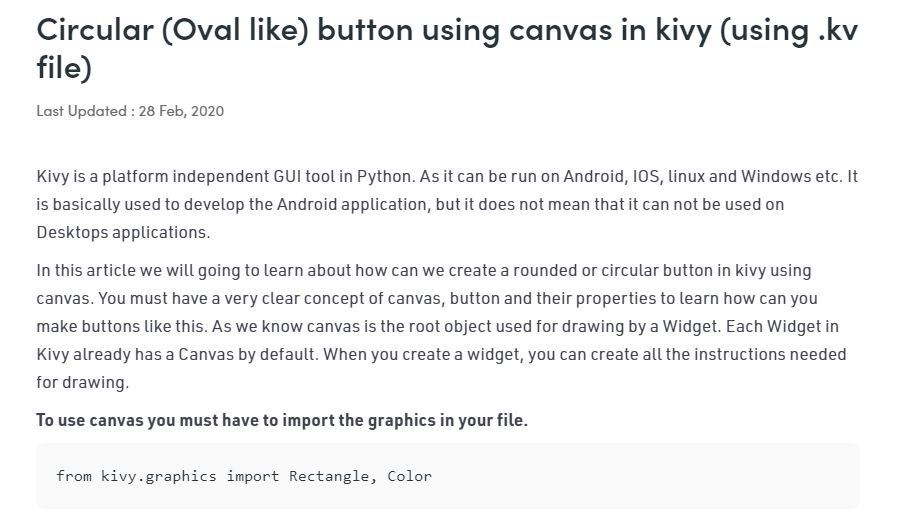 Circular (Oval like) button using canvas in kivy (using .kv
file)
Last Updated : 28 Feb, 2020
Kivy is a platform independent GUI tool in Python. As it can be run on Android, IOS, linux and Windows etc. It
is basically used to develop the Android application, but it does not mean that it can not be used on
Desktops applications.
In this article we will going to learn about how can we create a rounded or circular button in kivy using
canvas. You must have a very clear concept of canvas, button and their properties to learn how can you
make buttons like this. As we know canvas is the root object used for drawing by a Widget. Each Widget in
Kivy already has a Canvas by default. When you create a widget, you can create all the instructions needed
for drawing.
To use canvas you must have to import the graphics in your file.
from kivy.graphics import Rectangle, Color